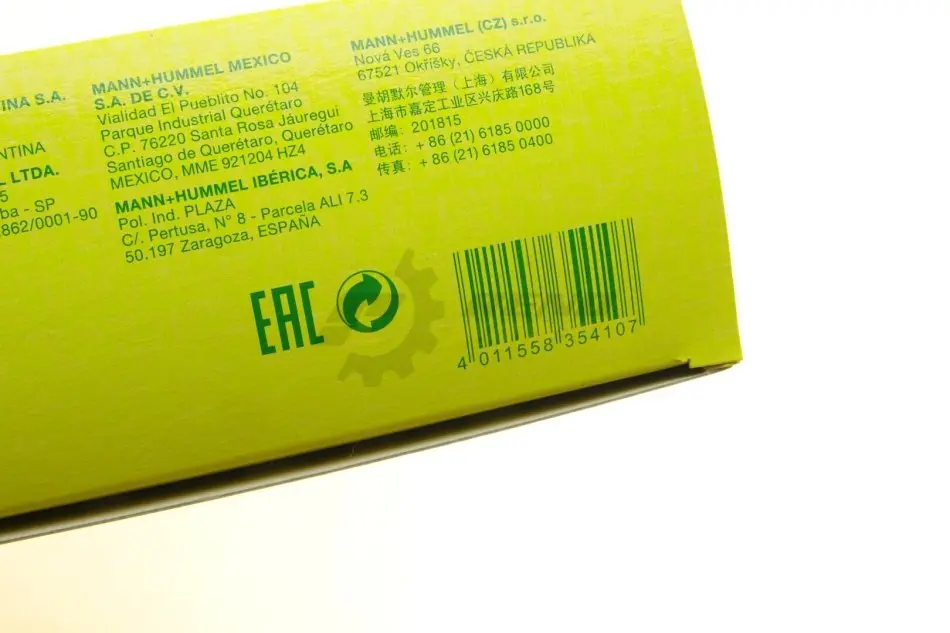 INA S.A.
NTINA
L LTDA.
5
ba - SP
862/0001-90
MANN+HUMMEL MEXICO
S.A. DE C.V.
Vialidad El Pueblito No. 104
Parque Industrial Querétaro
C.P. 76220 Santa Rosa Jáuregui
Santiago de Querétaro, Querétaro
MEXICO, MME 921204 HZ4
MANN+HUMMEL IBÉRICA, S.A
Pol. Ind. PLAZA
C/. Pertusa, N° 8 - Parcela ALI 7.3
50.197 Zaragoza, ESPAÑA
MANN+HUMMEL (CZ) s.r.o.
Nová Ves 66
67521 Okříšky, ČESKÁ REPUBLIKA
曼胡默尔管理（上海）有限公司
上海市嘉定工业区兴庆路168号
邮编：201815
电话：+ 86 (21) 6185 0000
传真：+ 86 (21) 6185 0400
EAC
4 011558 354107